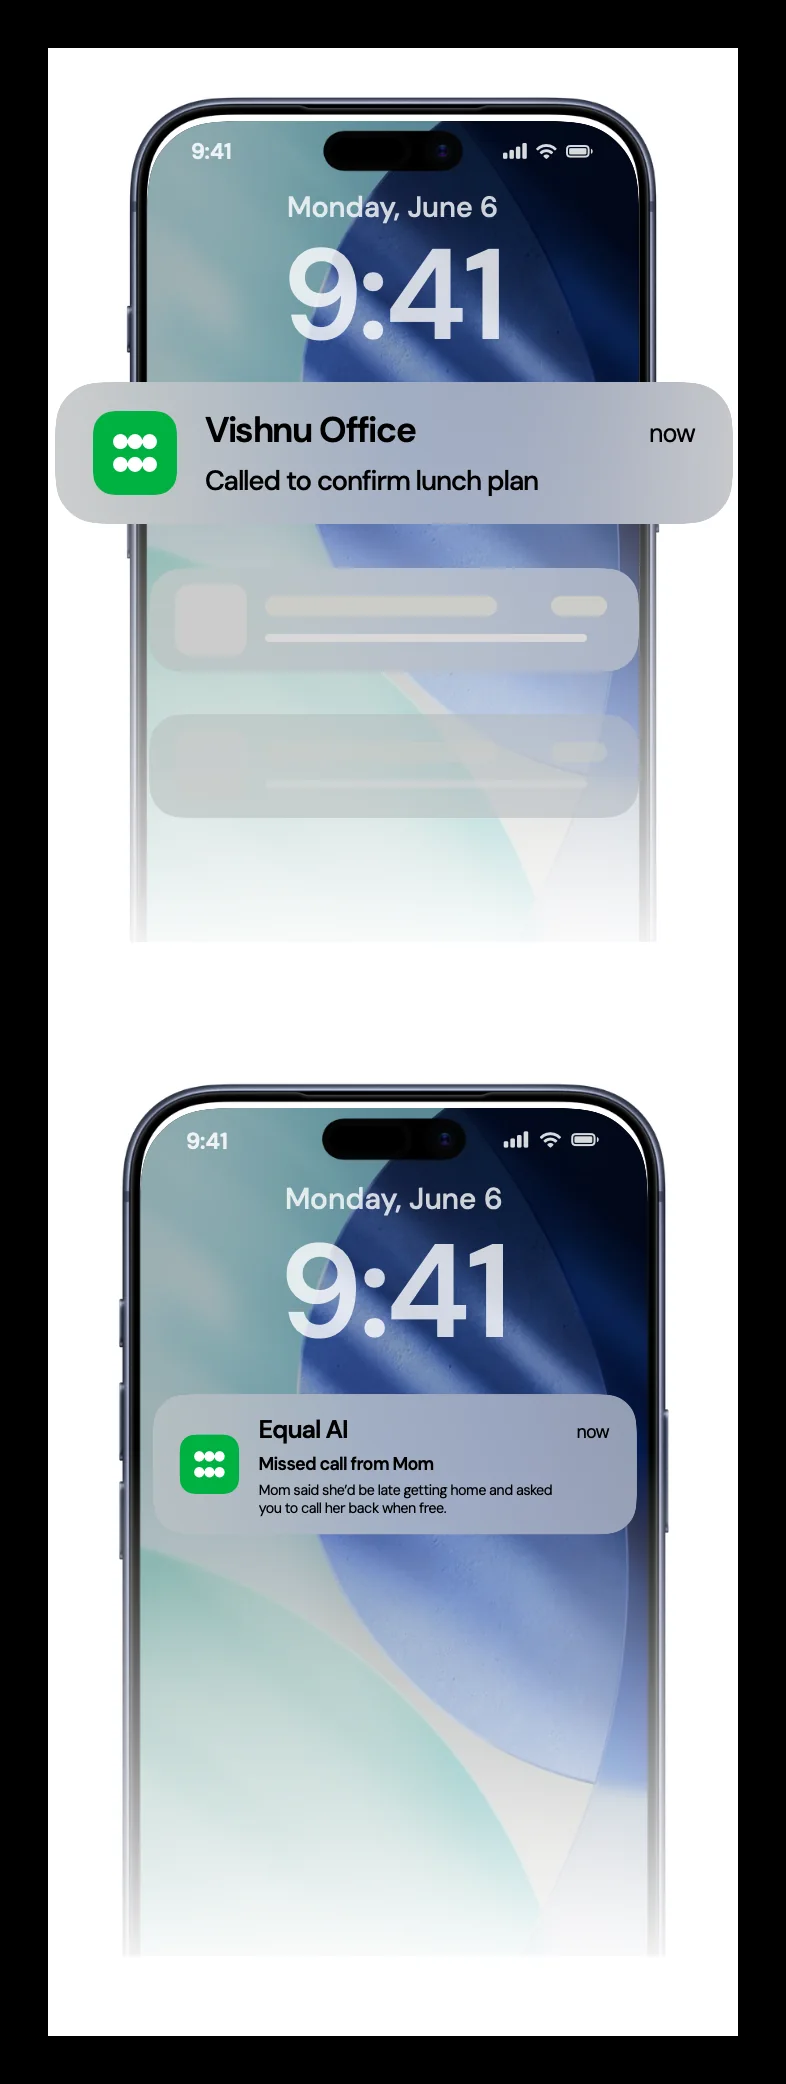 9:41
Monday, June 6
9:41
Vishnu Office
now
Called to confirm lunch plan
9:41
Monday, June 6
9:41
Equal AI
now
Missed call from Mom
Mom said she’d be late getting home and asked
you to call her back when free.